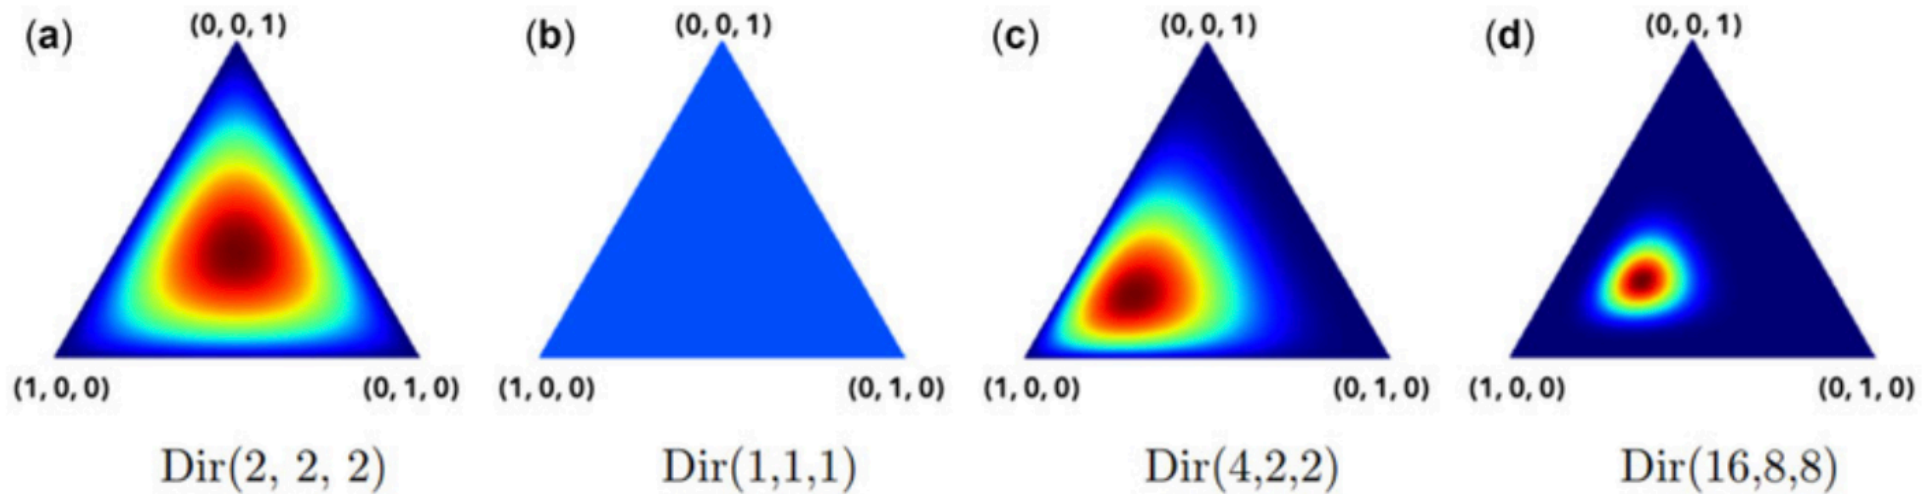 (a) (0, 0, 1) (b) (0, 0, 1) (c) (0, 0, 1) (d) (0, 0, 1)
(1, 0, 0) (0, 1, 0) (1, 0, 0) (0, 1, 0) (1, 0, 0) (0, 1, 0) (1, 0, 0) (0, 1, 0)
Dir(2, 2, 2) Dir(1,1,1) Dir(4,2,2) Dir(16,8,8)